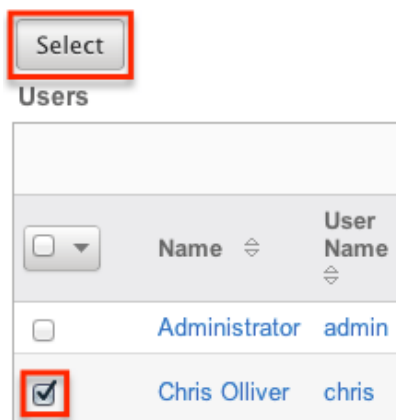 Select
Users
Name
User
Name
Administrator admin
Chris Olliver chris